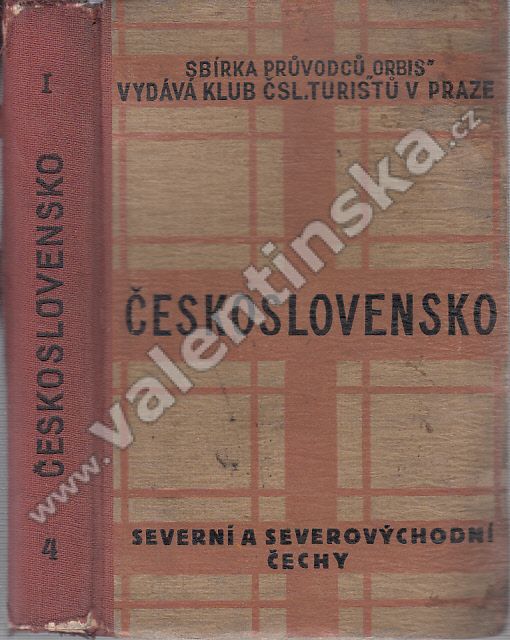 I
ČESKOSLOVENSKO
4
SBÍRKA PRŮVODCŮ „ORBIS“
VYDÁVÁ KLUB ČSL. TURISTŮ V PRAZE
ČESKOSLOVENSKO
SEVERNÍ A SEVEROVÝCHODNÍ
ČECHY
www.valentinska.cz